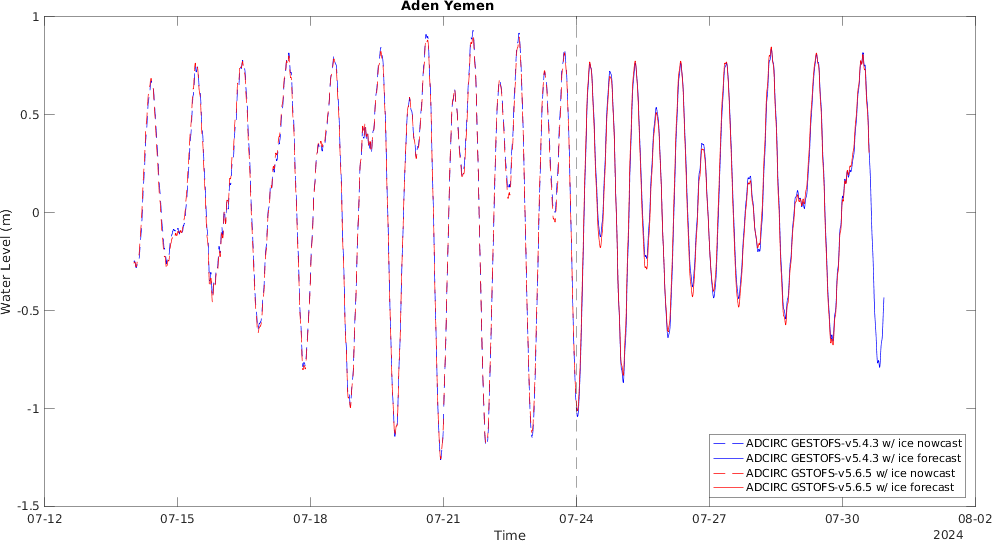 Aden Yemen
1
0.5
0
-0.5
-1
-1.5
Water Level (m)
07-12
07-15
07-18
07-21
07-24
07-27
07-30
08-02
Time
2024
ADCIRC GESTOFS-v5.4.3 w/ ice nowcast
ADCIRC GESTOFS-v5.4.3 w/ ice forecast
ADCIRC GSTOFS-v5.6.5 w/ ice nowcast
ADCIRC GSTOFS-v5.6.5 w/ ice forecast